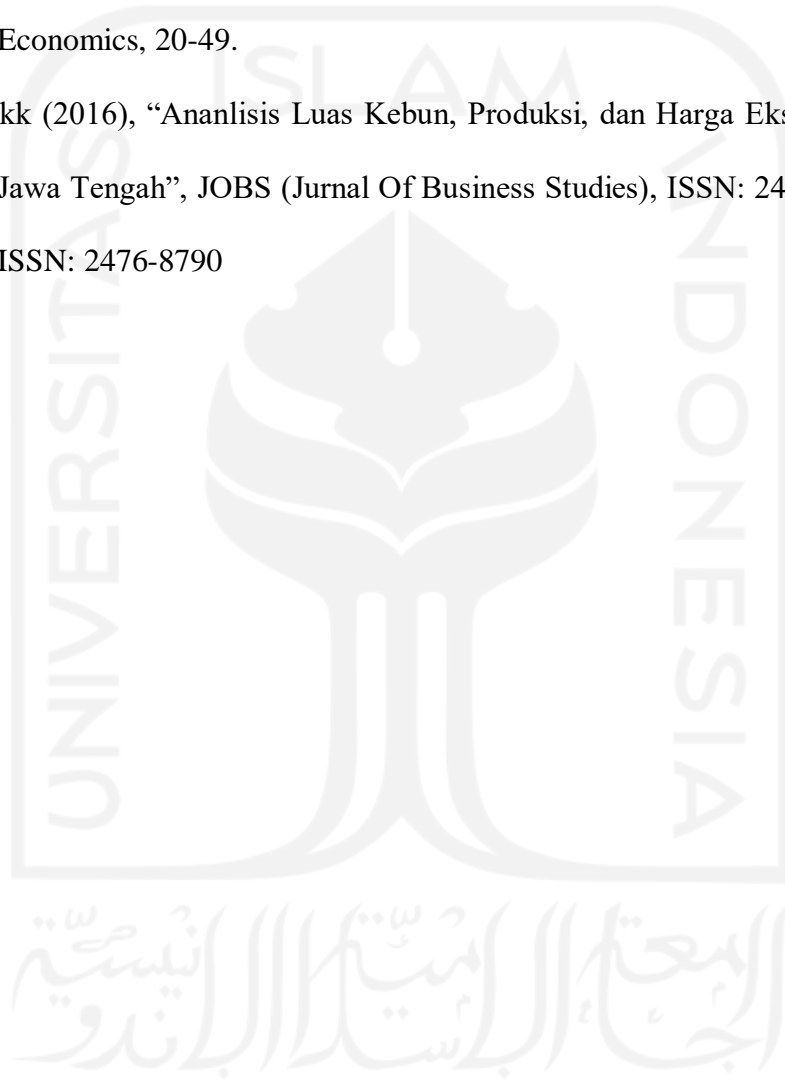 Economics, 20-49.
kk (2016), “Ananlisis Luas Kebun, Produksi, dan Harga Eks
Jawa Tengah”, JOBS (Jurnal Of Business Studies), ISSN: 24
ISSN: 2476-8790
ISLAM
UNIVERSITAS
INDONESIA